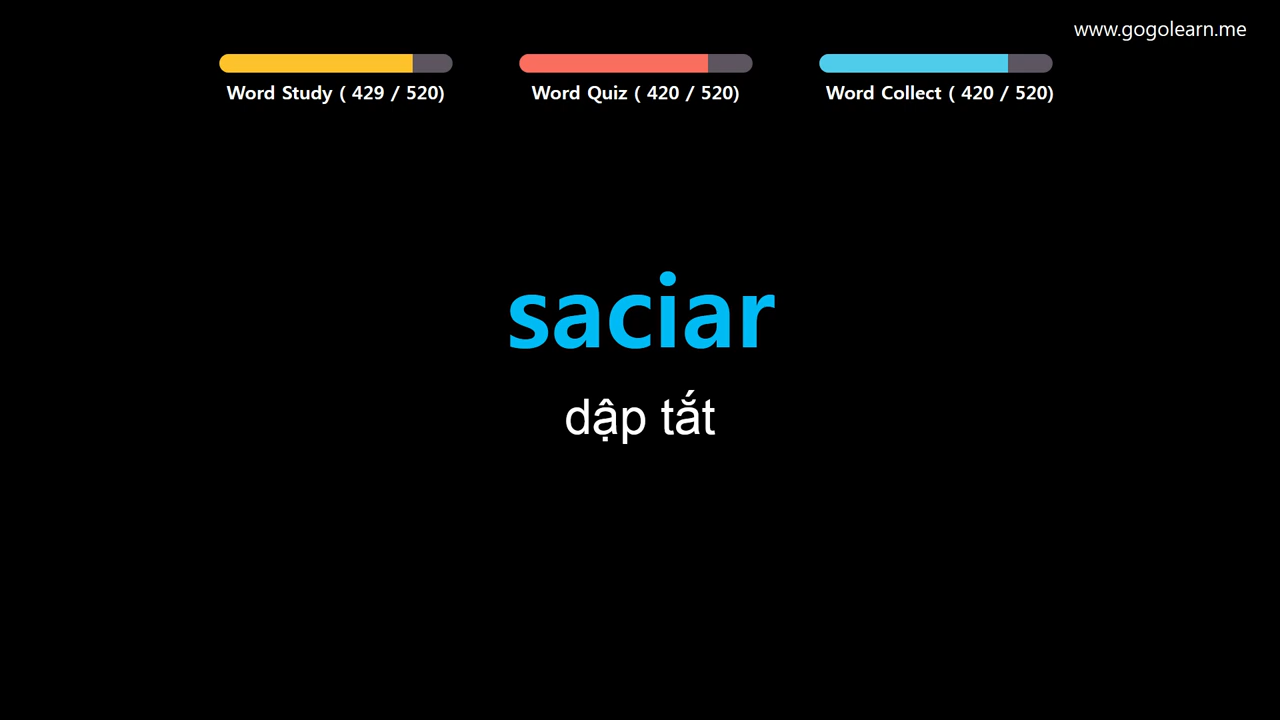 www.gogolearn.me
Word Study ( 429 / 520)
Word Quiz ( 420 / 520)
Word Collect ( 420 / 520)
saciar
dập tắt